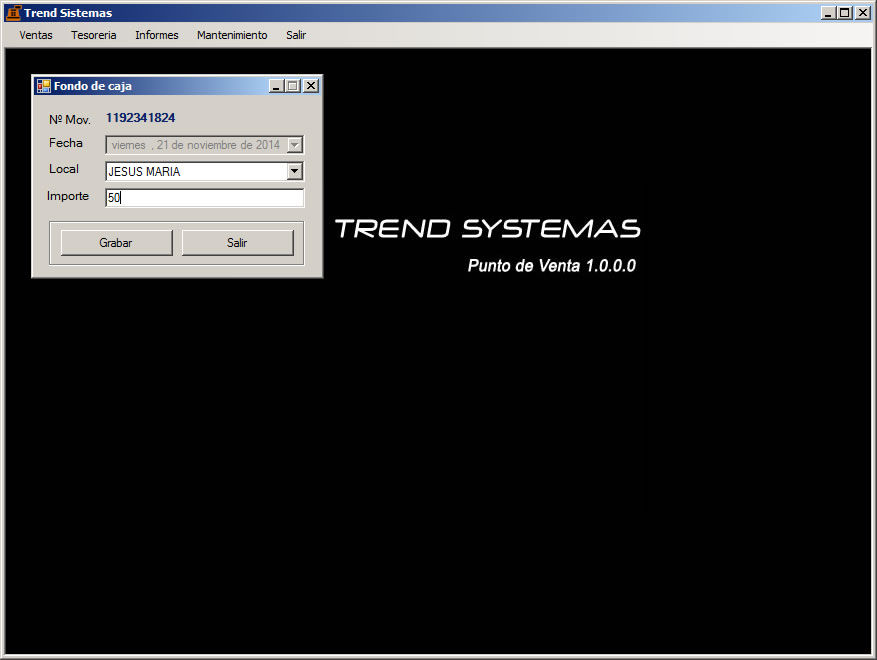 Trend Sistemas
Ventas Tesoreria Informes Mantenimiento Salir
Fondo de caja
Nº Mov. 1192341824
Fecha viernes , 21 de noviembre de 2014
Local JESUS MARIA
Importe 50
Grabar Salir
TREND SYSTEMAS
Punto de Venta 1.0.0.0